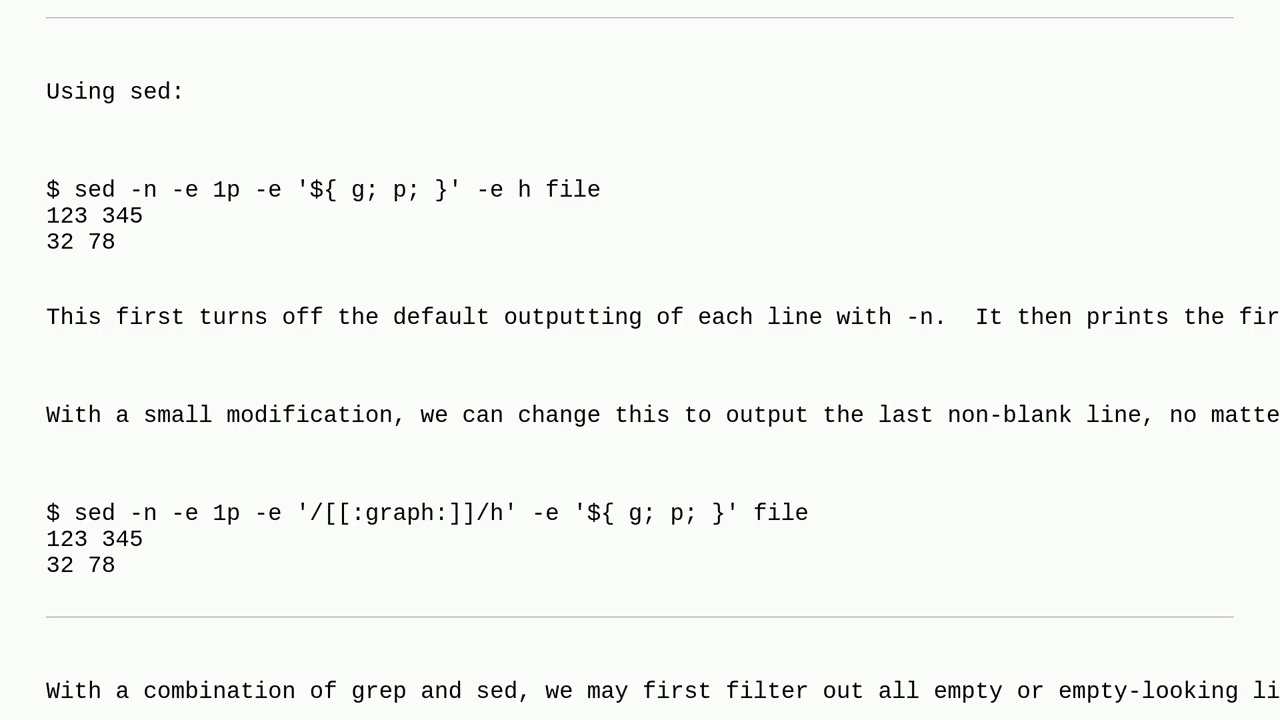 Using sed:
$ sed -n -e 1p -e '${ g; p; }' -e h file
123 345
32 78
This first turns off the default outputting of each line with -n.  It then prints the
With a small modification, we can change this to output the last non-blank line, no
$ sed -n -e 1p -e '/[[:graph:]]/h' -e '${ g; p; }' file
123 345
32 78
With a combination of grep and sed, we may first filter out all empty or empty-looking